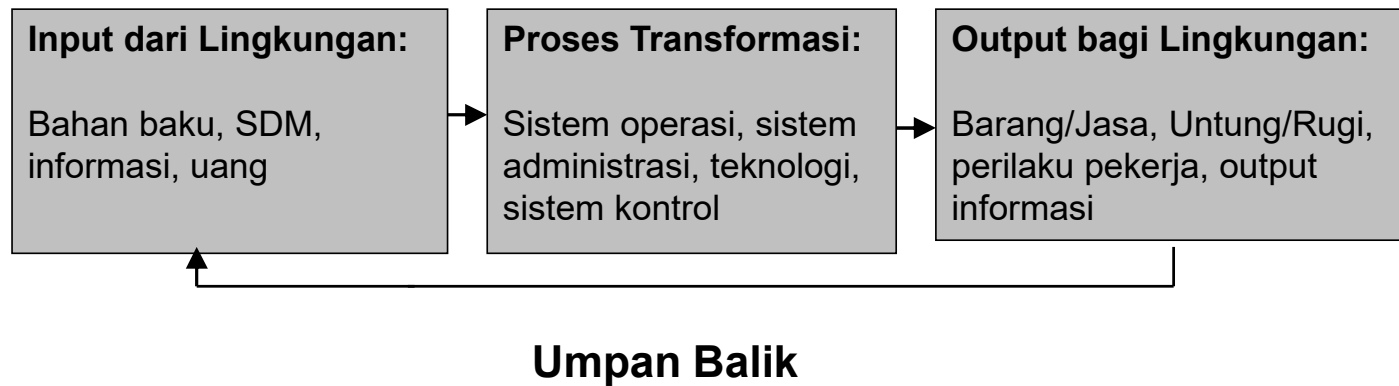 Input dari Lingkungan:
Bahan baku, SDM,
informasi, uang
Proses Transformasi:
Sistem operasi, sistem
administrasi, teknologi,
sistem kontrol
Output bagi Lingkungan:
Barang/Jasa, Untung/Rugi,
perilaku pekerja, output
informasi
Umpan Balik